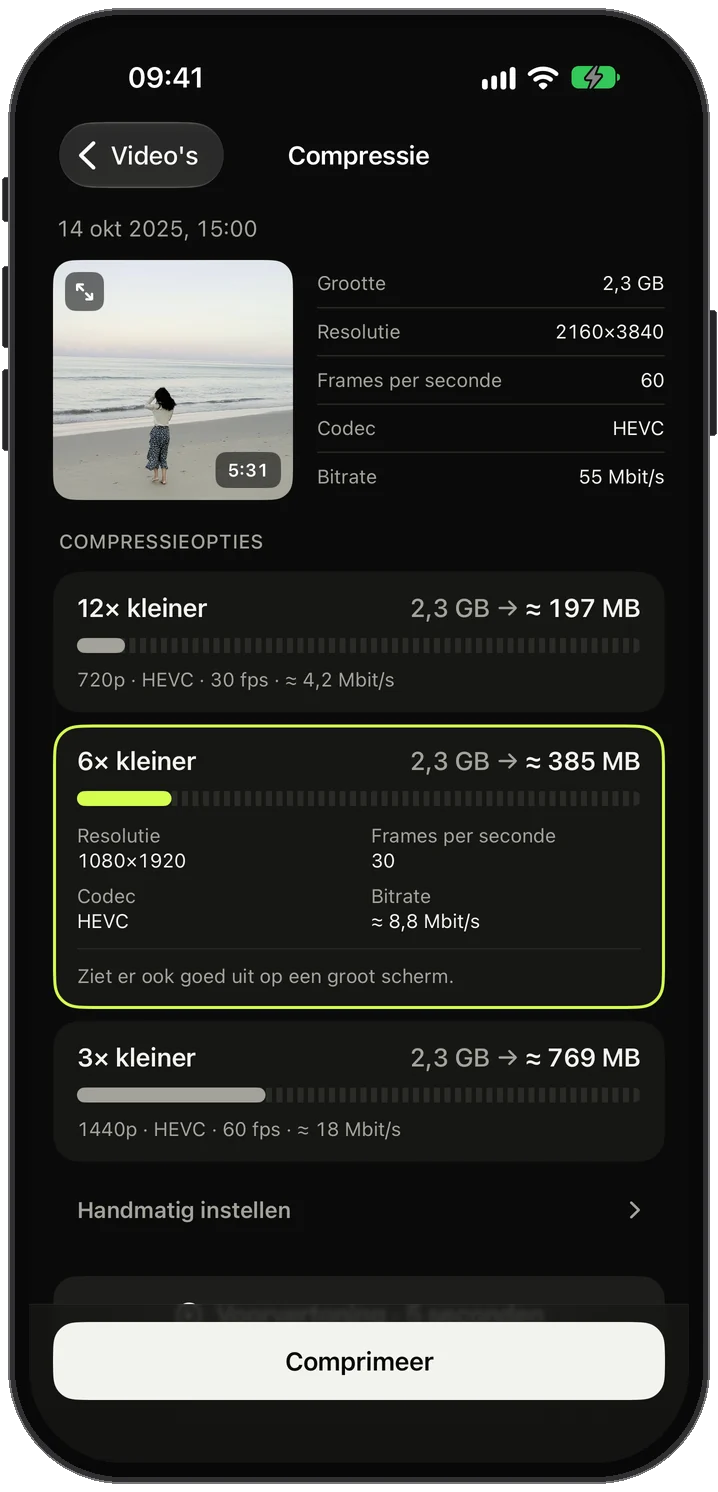 09:41
Video's
Compressie
14 okt 2025, 15:00
5:31
Grootte 2,3 GB
Resolutie 2160×3840
Frames per seconde 60
Codec HEVC
Bitrate 55 Mbit/s
COMPRESSIEOPTIES
12× kleiner 2,3 GB → ≈ 197 MB
720p · HEVC · 30 fps · ≈ 4,2 Mbit/s
6× kleiner 2,3 GB → ≈ 385 MB
Resolutie Frames per seconde
1080×1920 30
Codec Bitrate
HEVC ≈ 8,8 Mbit/s
Ziet er ook goed uit op een groot scherm.
3× kleiner 2,3 GB → ≈ 769 MB
1440p · HEVC · 60 fps · ≈ 18 Mbit/s
Handmatig instellen
Comprimeer